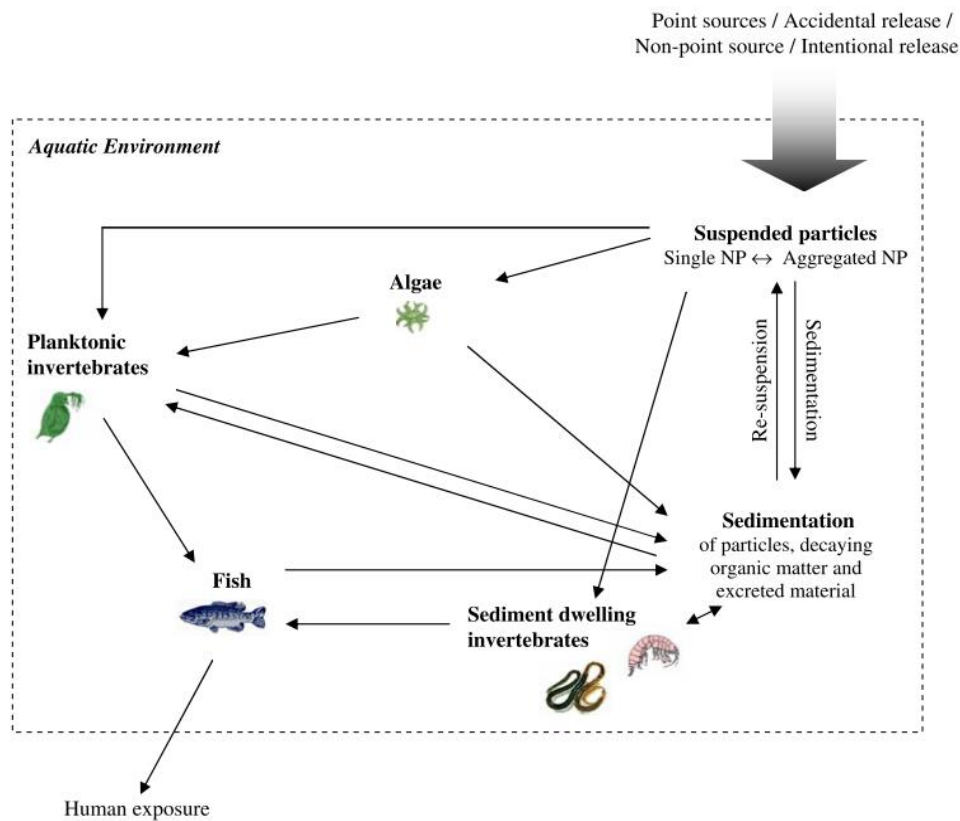 Point sources / Accidental release /
Non-point source / Intentional release
Aquatic Environment
Suspended particles
Single NP ↔ Aggregated NP
Algae
Planktonic
invertebrates
Re-suspension
Sedimentation
Sedimentation
of particles, decaying
organic matter and
excreted material
Fish
Sediment dwelling
invertebrates
Human exposure